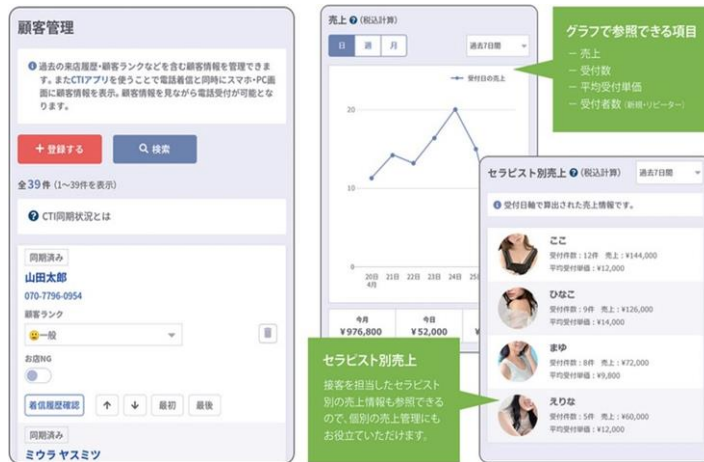 顧客管理
過去の来店履歴・顧客ランクなどを含む顧客情報を管理できま
す。またCTIアプリを使うことで電話着信と同時にスマホ・PC画
面に顧客情報を表示。顧客情報を見ながら電話受付が可能とな
ります。
+ 登録する
検索
全39件 (1～39件を表示)
CTI同期状況とは
同期済み
山田太郎
070-7796-0954
顧客ランク
一般
お店NG
着信履歴確認 ↑ ↓ 最初 最後
同期済み
ミウラ ヤスミツ
売上 (税込計算)
日 週 月
過去7日間
受付日の売上
20
10
0
20日 21日 22日 23日 24日 25
4月
今月 今日
¥976,800 ¥52,000 ¥
グラフで参照できる項目
－ 売上
－ 受付数
－ 平均受付単価
－ 受付者数 (新規・リピーター)
セラピスト別売上 (税込計算)
過去7日間
受付日軸で算出された売上情報です。
ここ
受付件数：12件 売上：¥144,000
平均受付単価：¥12,000
ひなこ
受付件数：9件 売上：¥126,000
平均受付単価：¥14,000
まゆ
受付件数：8件 売上：¥72,000
平均受付単価：¥9,800
えりな
受付件数：5件 売上：¥60,000
平均受付単価：¥12,000
セラピスト別売上
接客を担当したセラピスト
別の売上情報も参照できる
ので、個別の売上管理にも
お役立ていただけます。